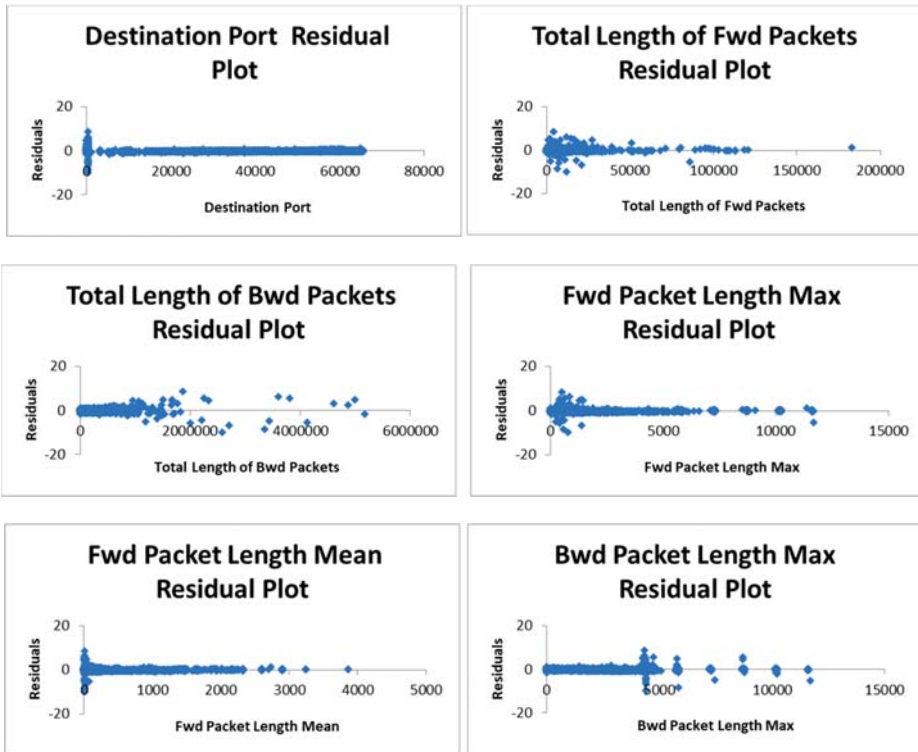 Destination Port Residual
Plot
20
0
-20
0
20000
40000
60000
80000
Residuals
Destination Port
Total Length of Fwd Packets
Residual Plot
20
0
-20
0
50000
100000
150000
200000
Residuals
Total Length of Fwd Packets
Total Length of Bwd Packets
Residual Plot
20
0
-20
0
2000000
4000000
6000000
Residuals
Total Length of Bwd Packets
Fwd Packet Length Max
Residual Plot
20
0
-20
0
5000
10000
15000
Residuals
Fwd Packet Length Max
Fwd Packet Length Mean
Residual Plot
20
0
-20
0
1000
2000
3000
4000
5000
Residuals
Fwd Packet Length Mean
Bwd Packet Length Max
Residual Plot
20
0
-20
0
5000
10000
15000
Residuals
Bwd Packet Length Max